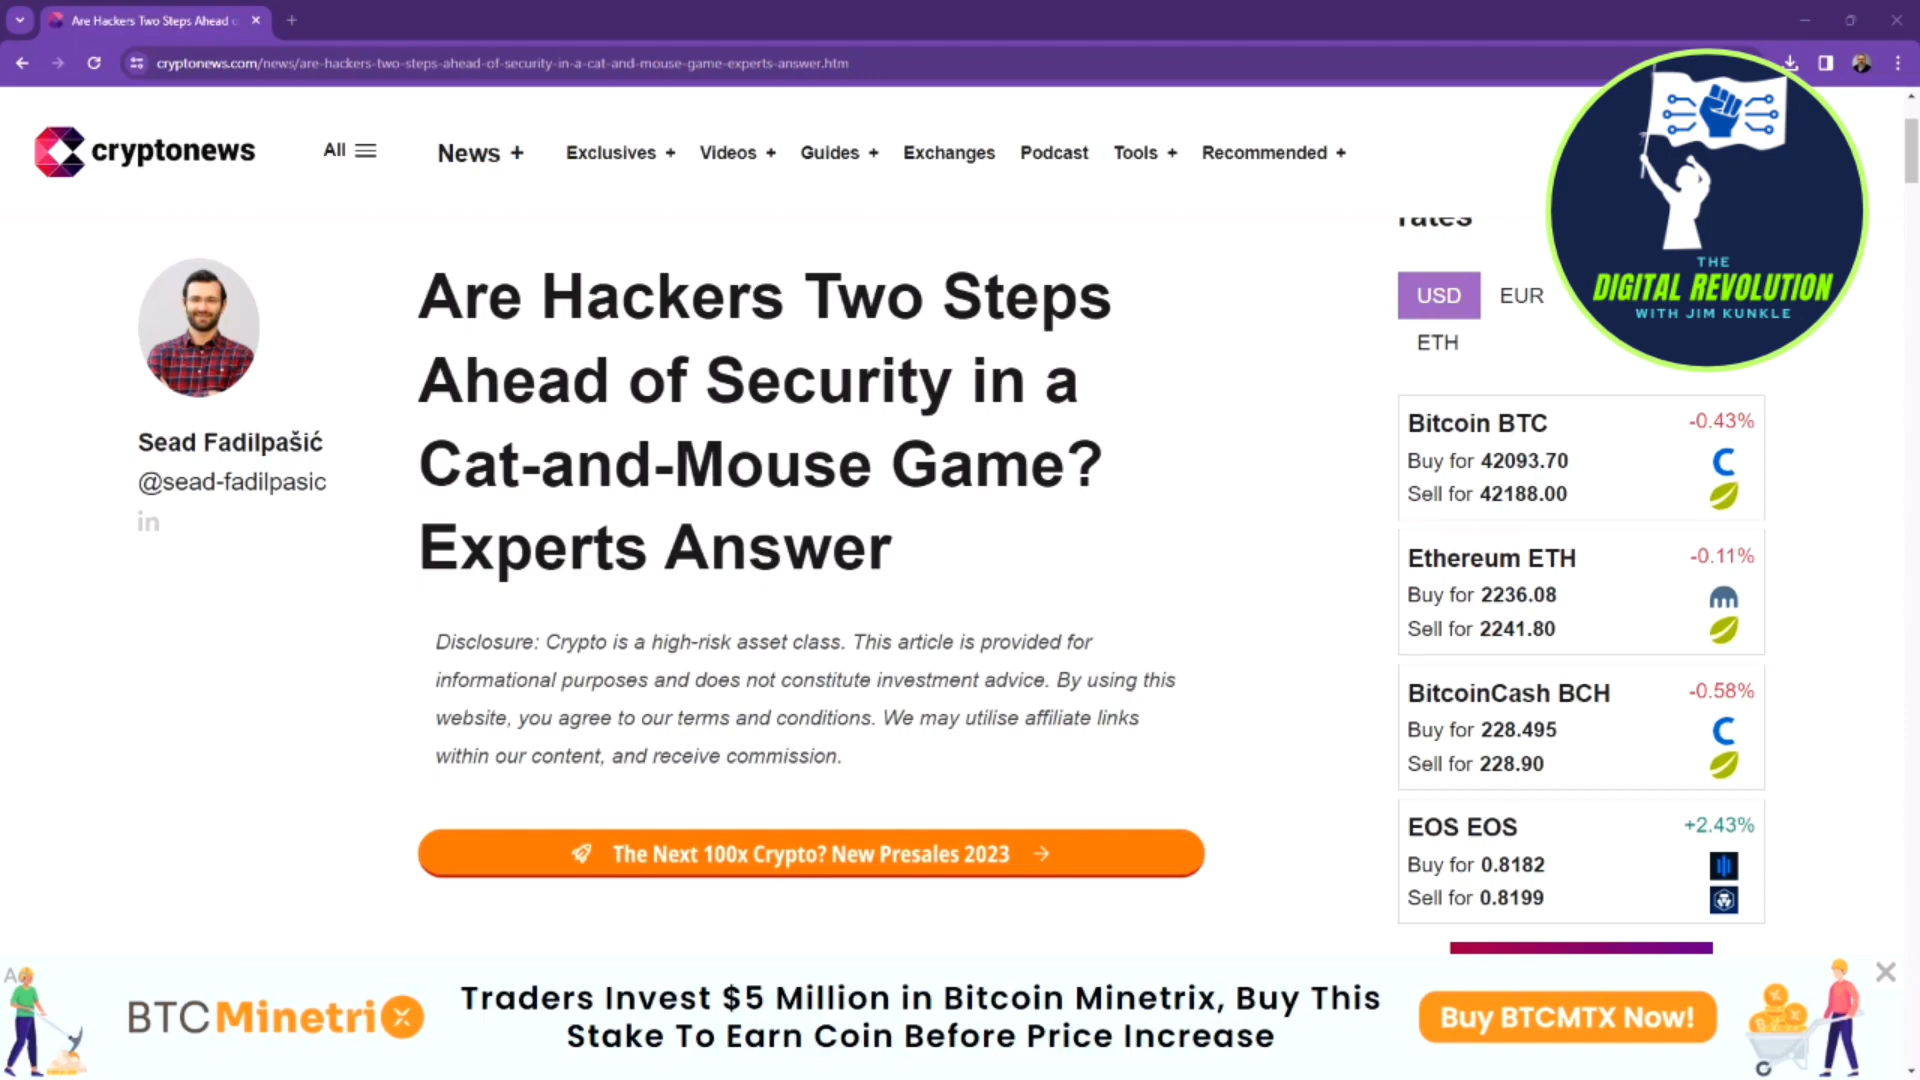 Are Hackers Two Steps Ahead o
cryptonews.com/news/are-hackers-two-steps-ahead-of-security-in-a-cat-and-mouse-game-experts-answer.htm
cryptonews
All
News +
Exclusives +
Videos +
Guides +
Exchanges
Podcast
Tools +
Recommended +
THE
DIGITAL REVOLUTION
WITH JIM KUNKLE
Sead Fadilpašić
@sead-fadilpasic
in
Are Hackers Two Steps
Ahead of Security in a
Cat-and-Mouse Game?
Experts Answer
Disclosure: Crypto is a high-risk asset class. This article is provided for
informational purposes and does not constitute investment advice. By using this
website, you agree to our terms and conditions. We may utilise affiliate links
within our content, and receive commission.
The Next 100x Crypto? New Presales 2023
rates
USD EUR
ETH
Bitcoin BTC -0.43%
Buy for 42093.70
Sell for 42188.00
Ethereum ETH -0.11%
Buy for 2236.08
Sell for 2241.80
BitcoinCash BCH -0.58%
Buy for 228.495
Sell for 228.90
EOS EOS +2.43%
Buy for 0.8182
Sell for 0.8199
BTC Minetrix
Traders Invest $5 Million in Bitcoin Minetrix, Buy This
Stake To Earn Coin Before Price Increase
Buy BTCMTX Now!